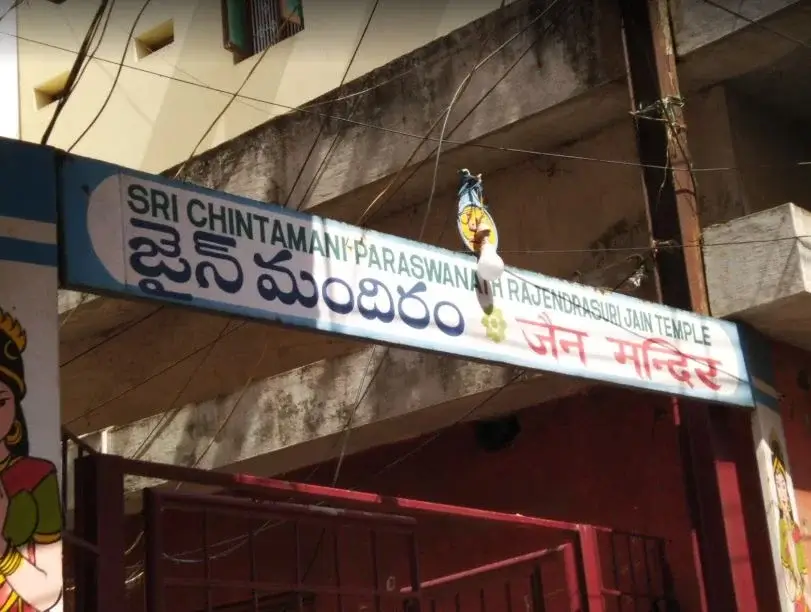 SRI CHINTAMANI PARASWANATH RAJENDRASURI JAIN TEMPLE
జైన్ మందిరం जैन मन्दिर